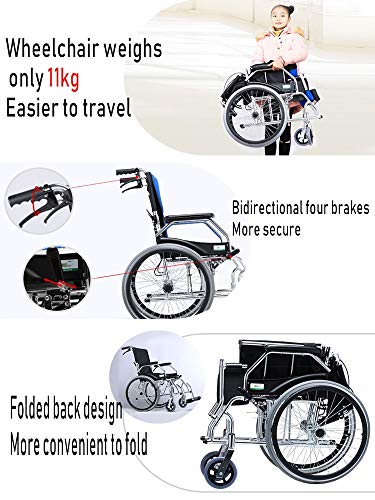 Wheelchair weighs
only 11kg
Easier to travel
Bidirectional four brakes
More secure
Folded back design
More convenient to fold